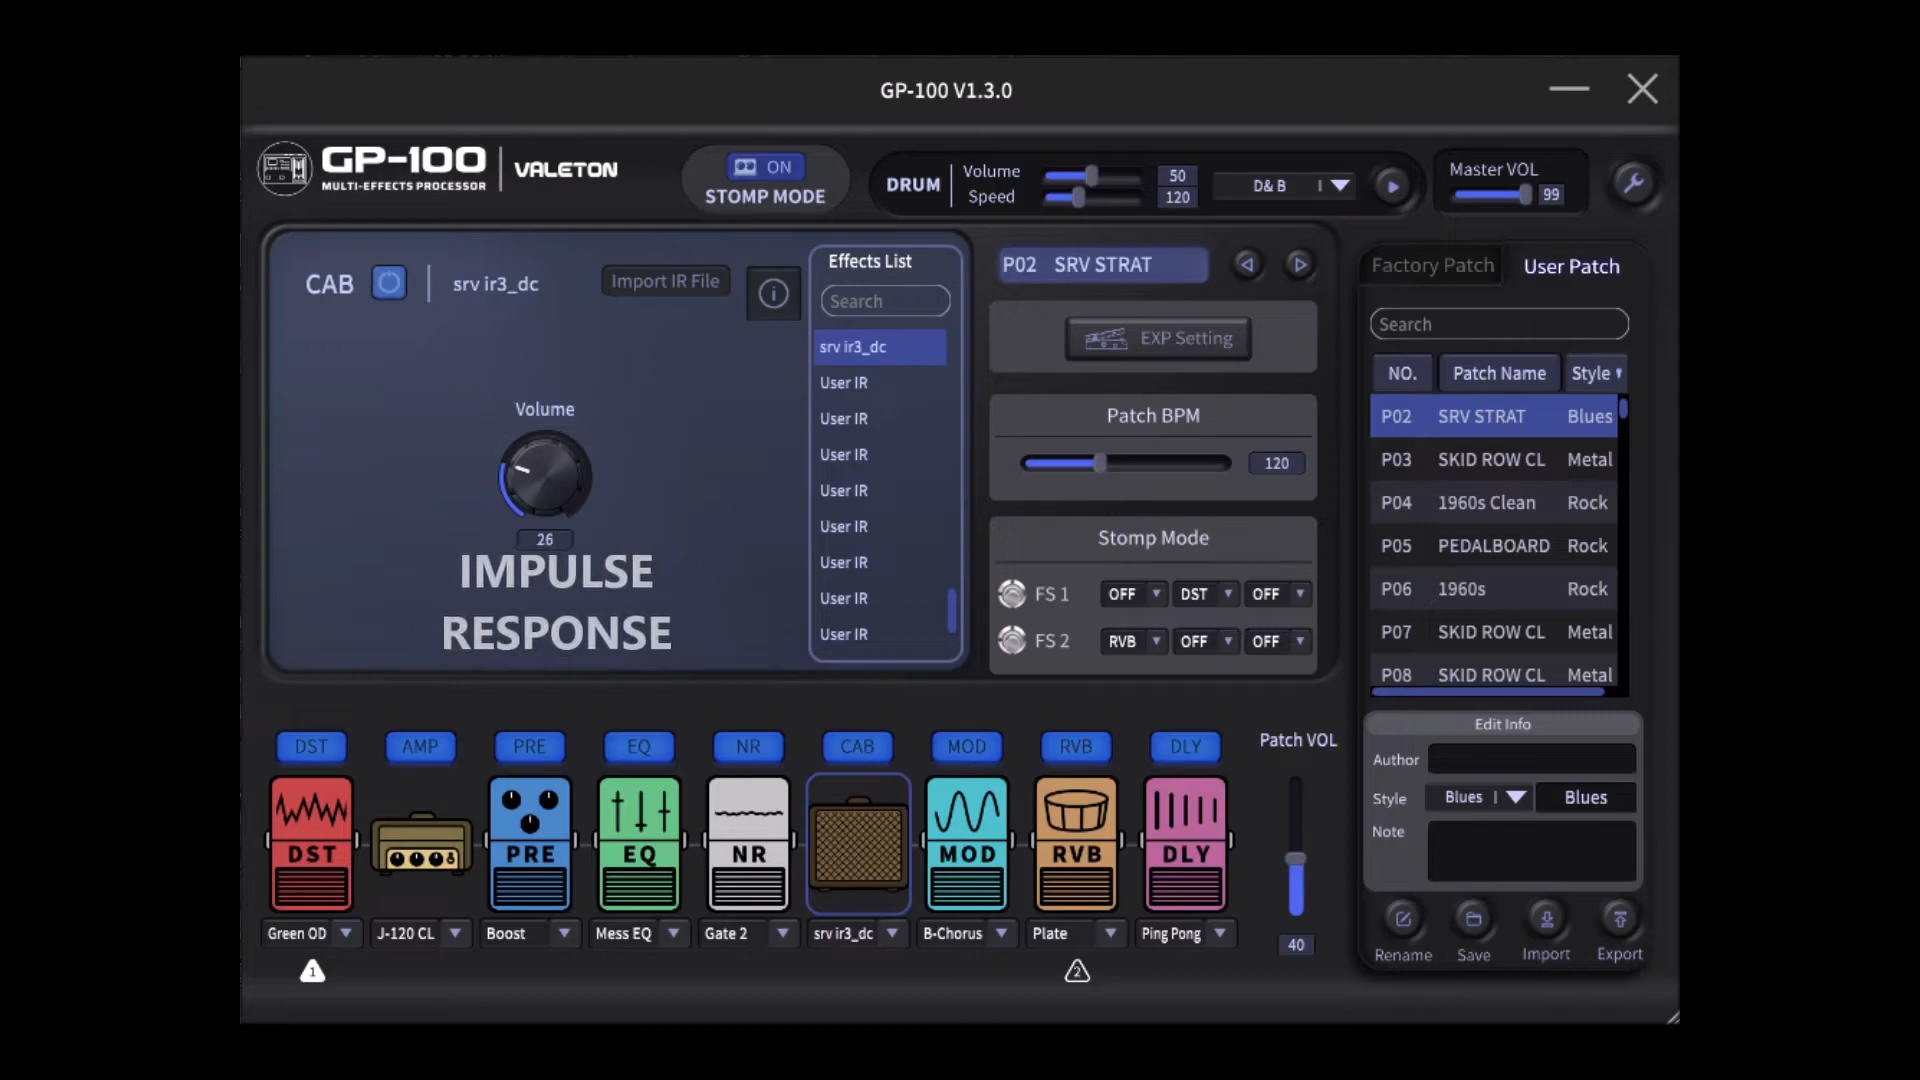 GP-100 V1.3.0
GP-100
MULTI-EFFECTS PROCESSOR
VALETON
ON
STOMP MODE
DRUM
Volume
50
Speed
120
D& B
Master VOL
99
CAB
srv ir3_dc
Import IR File
Volume
26
IMPULSE
RESPONSE
Effects List
Search
srv ir3_dc
User IR
User IR
User IR
User IR
User IR
User IR
User IR
User IR
P02 SRV STRAT
EXP Setting
Patch BPM
120
Stomp Mode
FS 1 OFF DST OFF
FS 2 RVB OFF OFF
Factory Patch User Patch
Search
NO. Patch Name Style
P02 SRV STRAT Blues
P03 SKID ROW CL Metal
P04 1960s Clean Rock
P05 PEDALBOARD Rock
P06 1960s Rock
P07 SKID ROW CL Metal
P08 SKID ROW CL Metal
Edit Info
Author
Style Blues Blues
Note
Rename Save Import Export
DST AMP PRE EQ NR CAB MOD RVB DLY
Patch VOL
DST PRE EQ NR MOD RVB DLY
Green OD J-120 CL Boost Mess EQ Gate 2 srv ir3_dc B-Chorus Plate Ping Pong
40
1 2